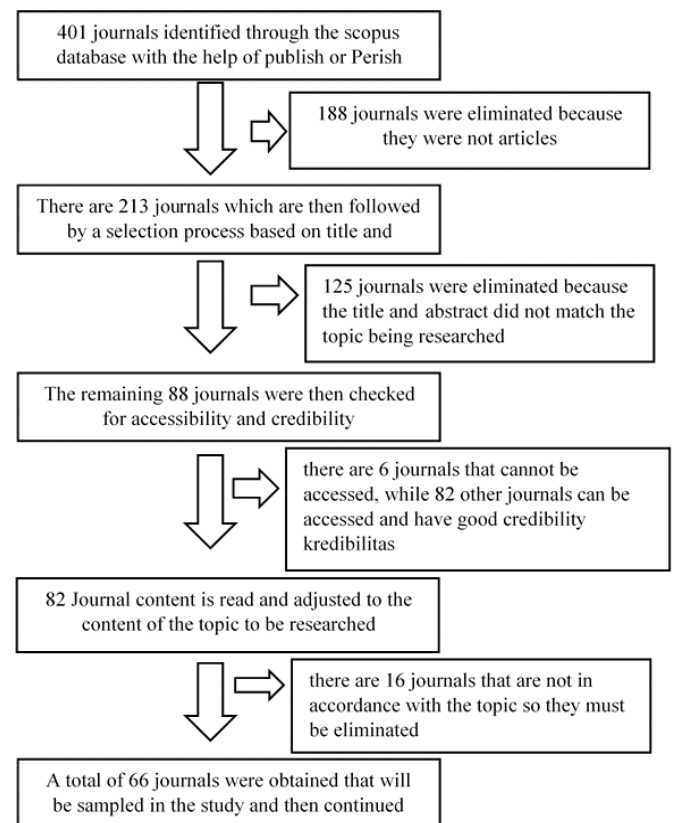 401 journals identified through the scopus
database with the help of publish or Perish
188 journals were eliminated because
they were not articles
There are 213 journals which are then followed
by a selection process based on title and
125 journals were eliminated because
the title and abstract did not match the
topic being researched
The remaining 88 journals were then checked
for accessibility and credibility
there are 6 journals that cannot be
accessed, while 82 other journals can be
accessed and have good credibility
kredibilitas
82 Journal content is read and adjusted to the
content of the topic to be researched
there are 16 journals that are not in
accordance with the topic so they must
be eliminated
A total of 66 journals were obtained that will
be sampled in the study and then continued